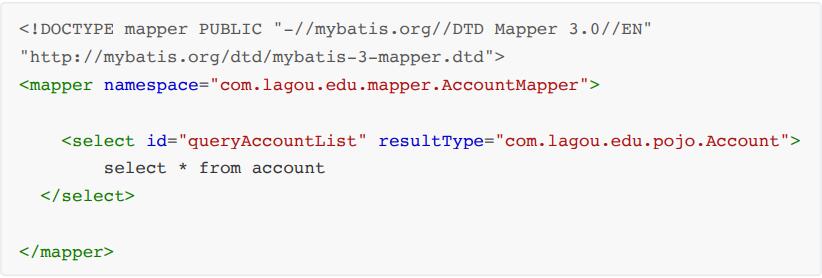 <!DOCTYPE mapper PUBLIC "-//mybatis.org//DTD Mapper 3.0//EN"
"http://mybatis.org/dtd/mybatis-3-mapper.dtd">
<mapper namespace="com.lagou.edu.mapper.AccountMapper">
<select id="queryAccountList" resultType="com.lagou.edu.pojo.Account">
select * from account
</select>
</mapper>